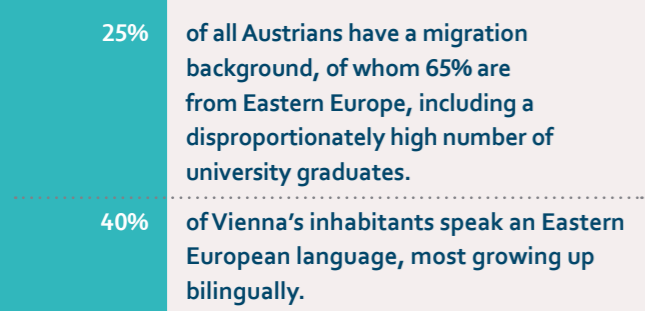 25% of all Austrians have a migration
background, of whom 65% are
from Eastern Europe, including a
disproportionately high number of
university graduates.
40% of Vienna's inhabitants speak an Eastern
European language, most growing up
bilingually.